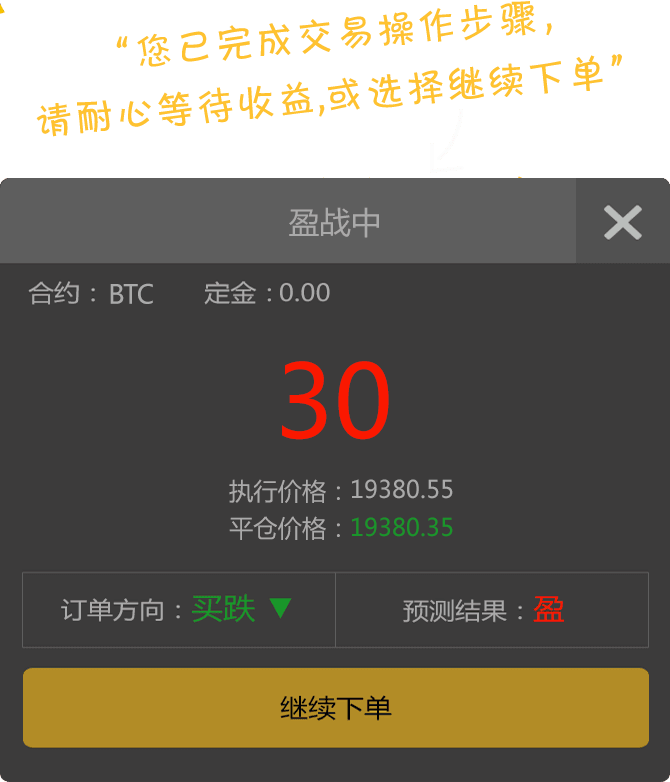 “您已完成交易操作步骤,
请耐心等待收益,或选择继续下单”
盈战中
合约：BTC 定金：0.00
30
执行价格：19380.55
平仓价格：19380.35
订单方向：买跌 ▼ 预测结果：盈
继续下单